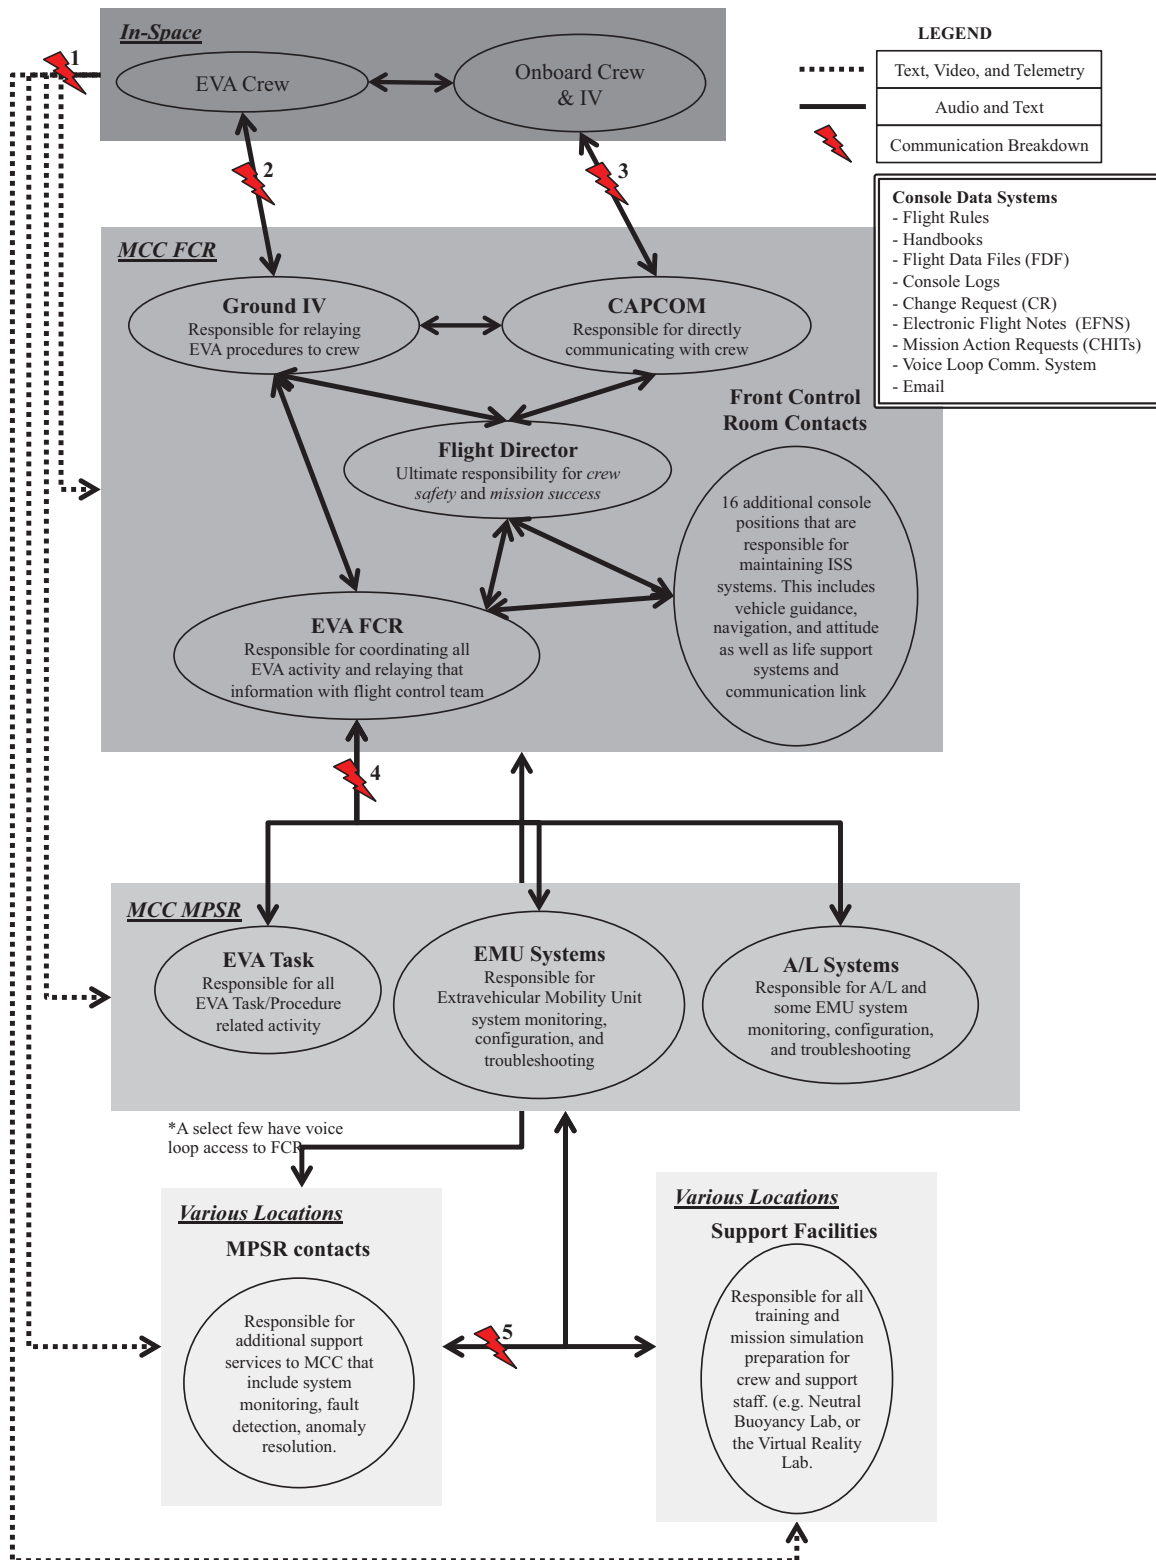 In-Space
1
EVA Crew
Onboard Crew
& IV
LEGEND
Text, Video, and Telemetry
Audio and Text
Communication Breakdown
2
3
Console Data Systems
- Flight Rules
- Handbooks
- Flight Data Files (FDF)
- Console Logs
- Change Request (CR)
- Electronic Flight Notes (EFNS)
- Mission Action Requests (CHITs)
- Voice Loop Comm. System
- Email
MCC FCR
Ground IV
Responsible for relaying
EVA procedures to crew
CAPCOM
Responsible for directly
communicating with crew
Front Control
Room Contacts
Flight Director
Ultimate responsibility for crew
safety and mission success
16 additional console
positions that are
responsible for
maintaining ISS
systems. This includes
vehicle guidance,
navigation, and attitude
as well as life support
systems and
communication link
EVA FCR
Responsible for coordinating all
EVA activity and relaying that
information with flight control team
4
MCC MPSR
EVA Task
Responsible for all
EVA Task/Procedure
related activity
EMU Systems
Responsible for
Extravehicular Mobility Unit
system monitoring,
configuration, and
troubleshooting
A/L Systems
Responsible for A/L and
some EMU system
monitoring, configuration,
and troubleshooting
*A select few have voice
loop access to FCR
Various Locations
MPSR contacts
Responsible for
additional support
services to MCC that
include system
monitoring, fault
detection, anomaly
resolution.
5
Various Locations
Support Facilities
Responsible for all
training and
mission simulation
preparation for
crew and support
staff. (e.g. Neutral
Buoyancy Lab, or
the Virtual Reality
Lab.